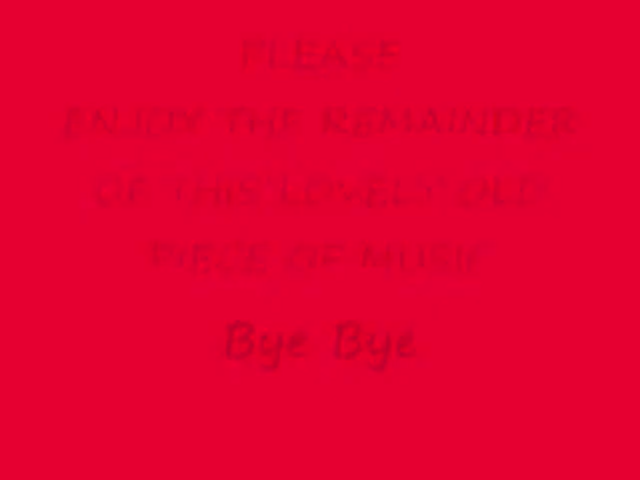 PLEASE
ENJOY THE REMAINDER
OF THIS LOVELY OLD
PIECE OF MUSIC
Bye Bye